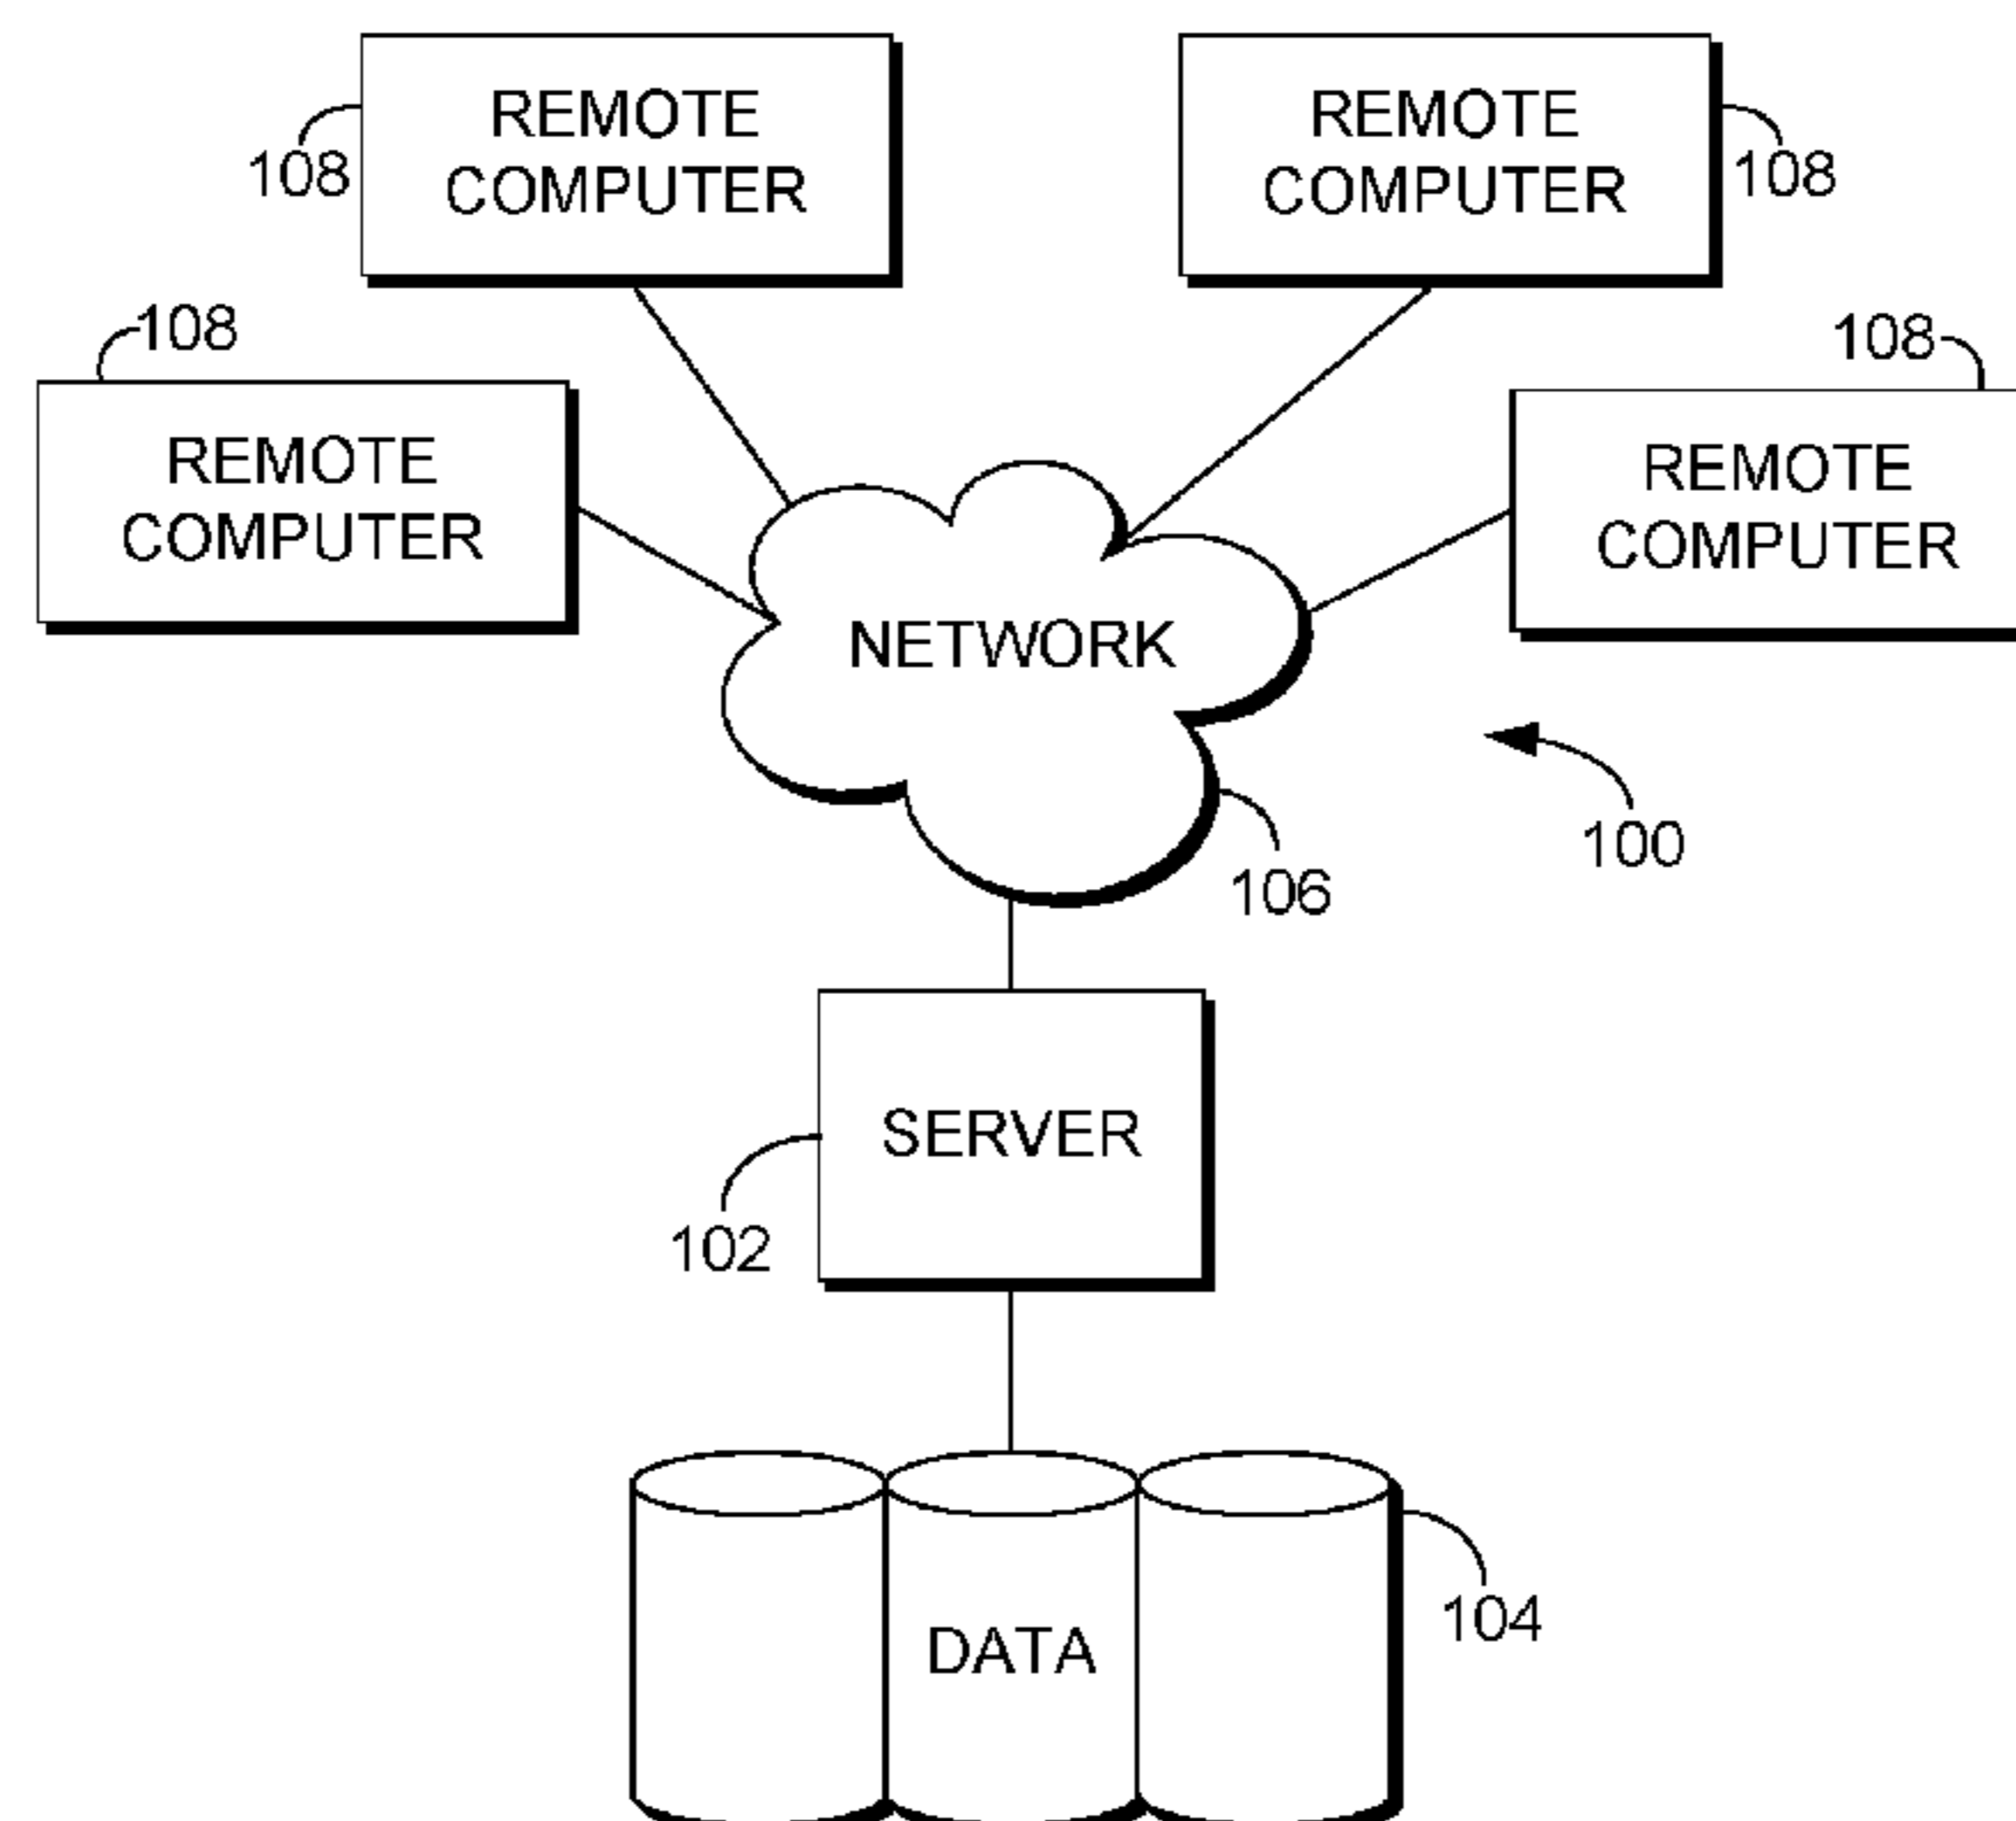 REMOTE
COMPUTER
108
REMOTE
COMPUTER
108
108
REMOTE
COMPUTER
108
REMOTE
COMPUTER
NETWORK
100
106
SERVER
102
104
DATA